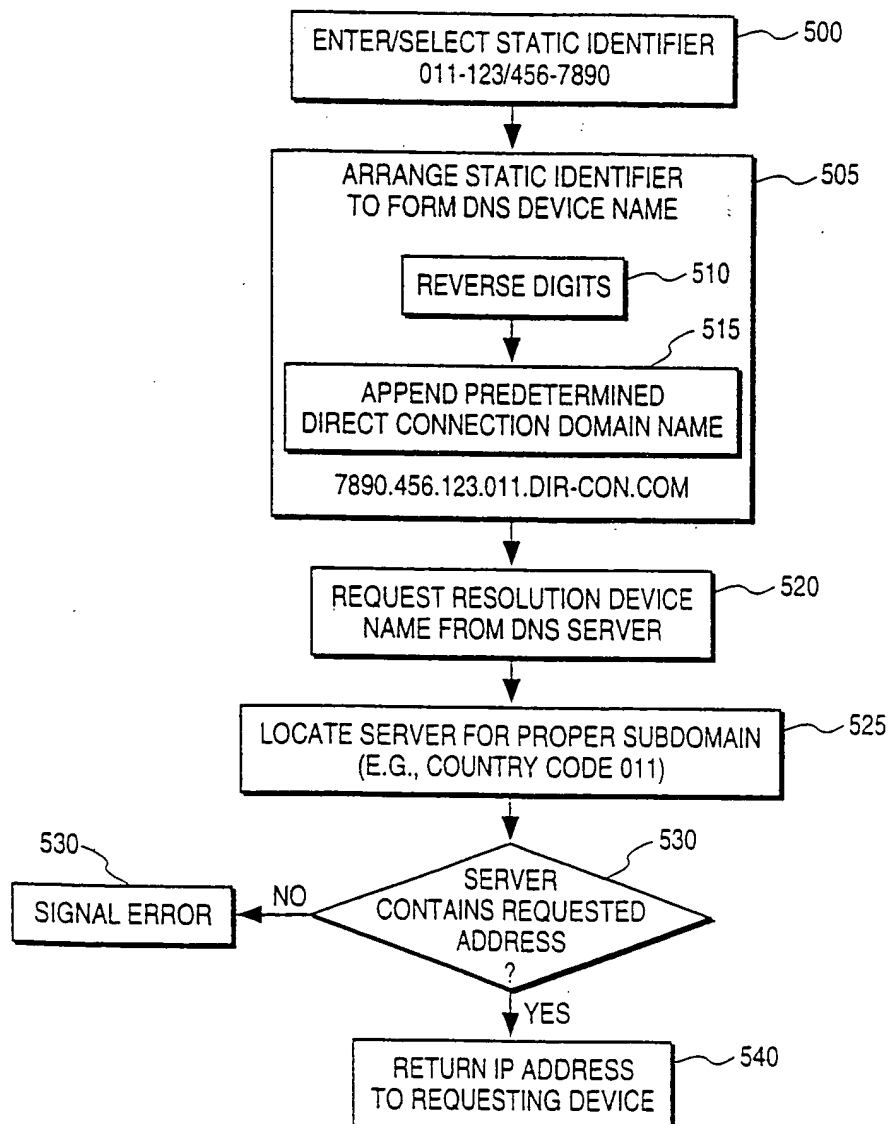 ENTER/SELECT STATIC IDENTIFIER
011-123/456-7890
500
ARRANGE STATIC IDENTIFIER
TO FORM DNS DEVICE NAME
505
REVERSE DIGITS
510
515
APPEND PREDETERMINED
DIRECT CONNECTION DOMAIN NAME
7890.456.123.011.DIR-CON.COM
REQUEST RESOLUTION DEVICE
NAME FROM DNS SERVER
520
LOCATE SERVER FOR PROPER SUBDOMAIN
(E.G., COUNTRY CODE 011)
525
530
SIGNAL ERROR
NO
530
SERVER
CONTAINS REQUESTED
ADDRESS
?
YES
RETURN IP ADDRESS
TO REQUESTING DEVICE
540